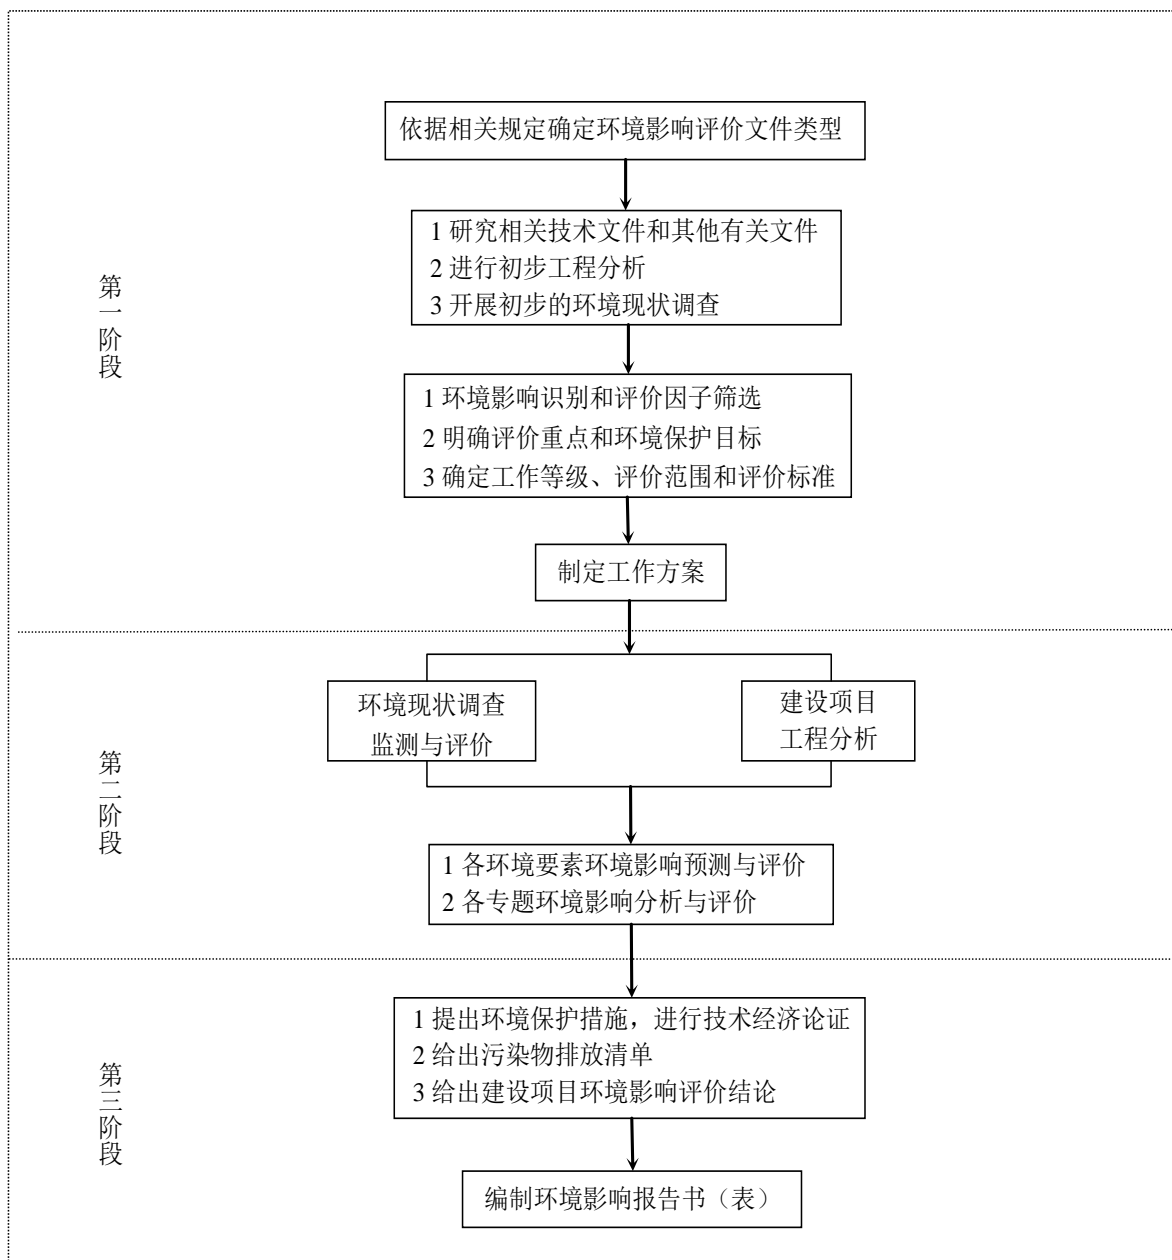 依据相关规定确定环境影响评价文件类型
1 研究相关技术文件和其他有关文件
2 进行初步工程分析
3 开展初步的环境现状调查
第一阶段
1 环境影响识别和评价因子筛选
2 明确评价重点和环境保护目标
3 确定工作等级、评价范围和评价标准
制定工作方案
环境现状调查
监测与评价
建设项目
工程分析
第二阶段
1 各环境要素环境影响预测与评价
2 各专题环境影响分析与评价
1 提出环境保护措施，进行技术经济论证
2 给出污染物排放清单
3 给出建设项目环境影响评价结论
第三阶段
编制环境影响报告书（表）